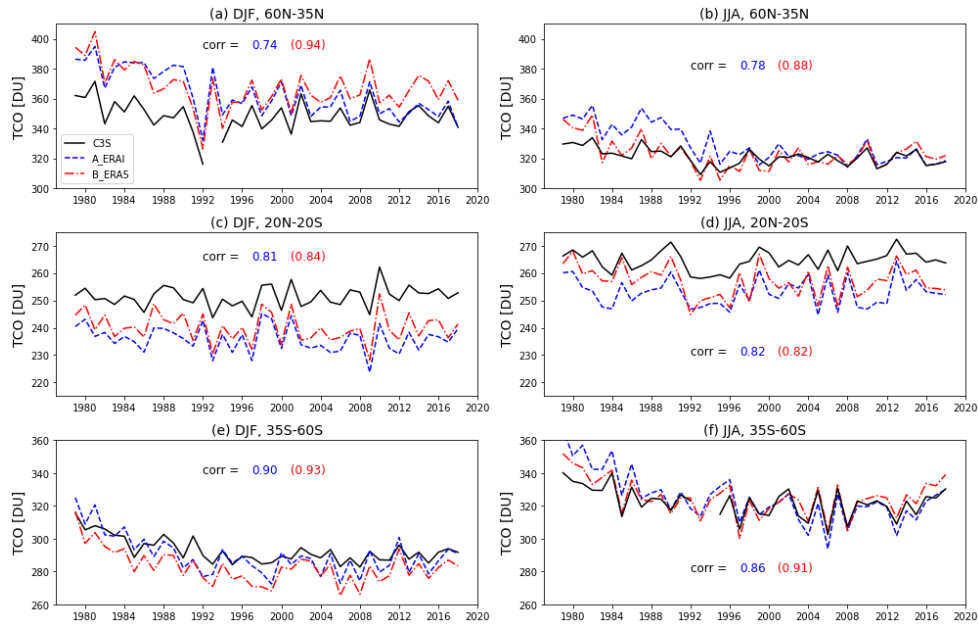 (a) DJF, 60N-35N
TCO [DU]
400
380
360
340
320
300
corr = 0.74 (0.94)
C3S
A_ERAI
B_ERA5
1980 1984 1988 1992 1996 2000 2004 2008 2012 2016 2020
(b) JJA, 60N-35N
TCO [DU]
400
380
360
340
320
300
corr = 0.78 (0.88)
1980 1984 1988 1992 1996 2000 2004 2008 2012 2016 2020
(c) DJF, 20N-20S
TCO [DU]
270
260
250
240
230
220
corr = 0.81 (0.84)
1980 1984 1988 1992 1996 2000 2004 2008 2012 2016 2020
(d) JJA, 20N-20S
TCO [DU]
270
260
250
240
230
220
corr = 0.82 (0.82)
1980 1984 1988 1992 1996 2000 2004 2008 2012 2016 2020
(e) DJF, 35S-60S
TCO [DU]
360
340
320
300
280
260
corr = 0.90 (0.93)
1980 1984 1988 1992 1996 2000 2004 2008 2012 2016 2020
(f) JJA, 35S-60S
TCO [DU]
360
340
320
300
280
260
corr = 0.86 (0.91)
1980 1984 1988 1992 1996 2000 2004 2008 2012 2016 2020